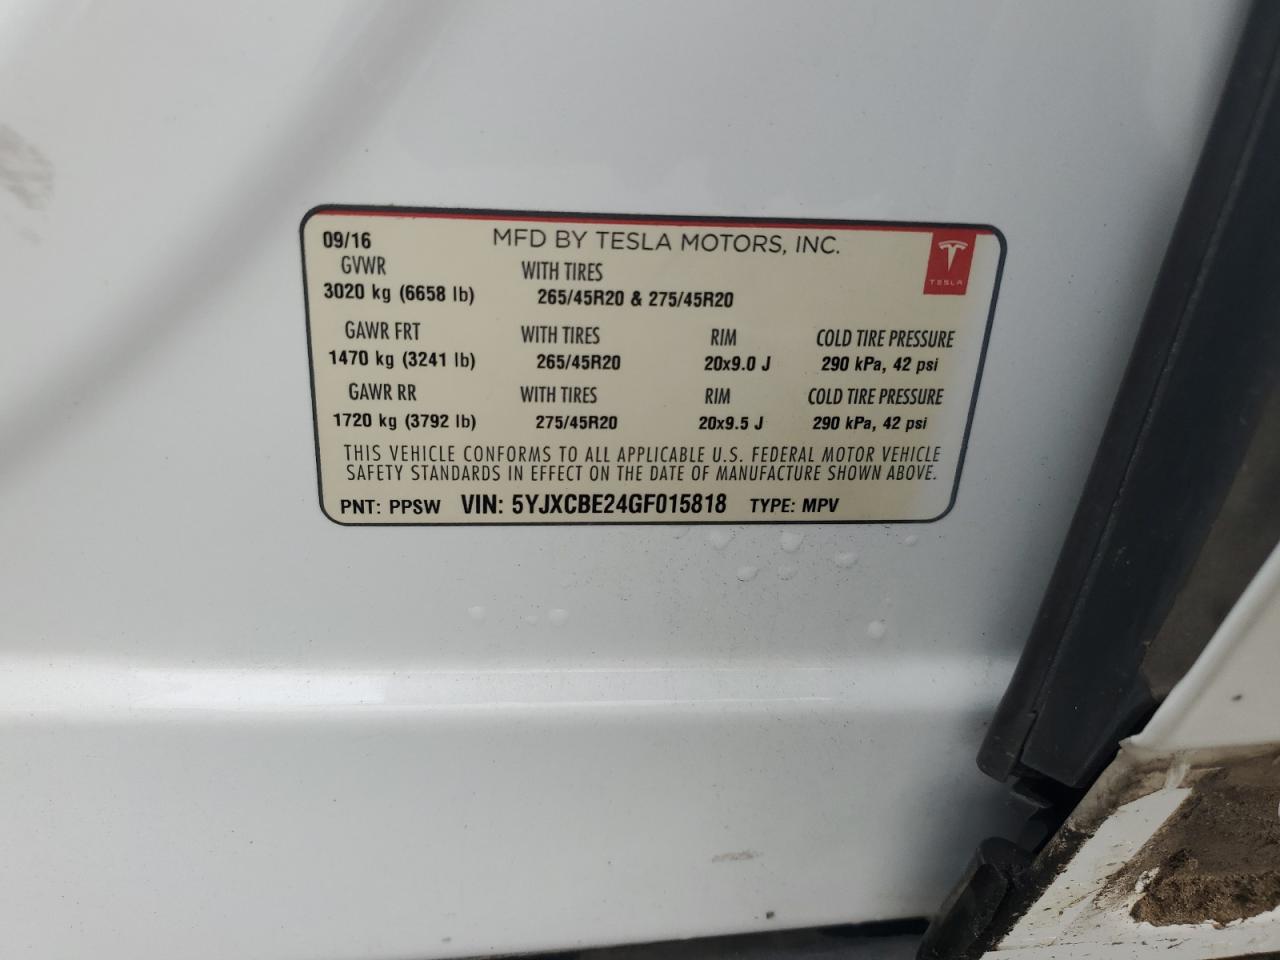 09/16 MFD BY TESLA MOTORS, INC.
TESLA
GVWR WITH TIRES
3020 kg (6658 lb) 265/45R20 & 275/45R20
GAWR FRT WITH TIRES RIM COLD TIRE PRESSURE
1470 kg (3241 lb) 265/45R20 20x9.0 J 290 kPa, 42 psi
GAWR RR WITH TIRES RIM COLD TIRE PRESSURE
1720 kg (3792 lb) 275/45R20 20x9.5 J 290 kPa, 42 psi
THIS VEHICLE CONFORMS TO ALL APPLICABLE U.S. FEDERAL MOTOR VEHICLE
SAFETY STANDARDS IN EFFECT ON THE DATE OF MANUFACTURE SHOWN ABOVE.
PNT: PPSW VIN: 5YJXCBE24GF015818 TYPE: MPV